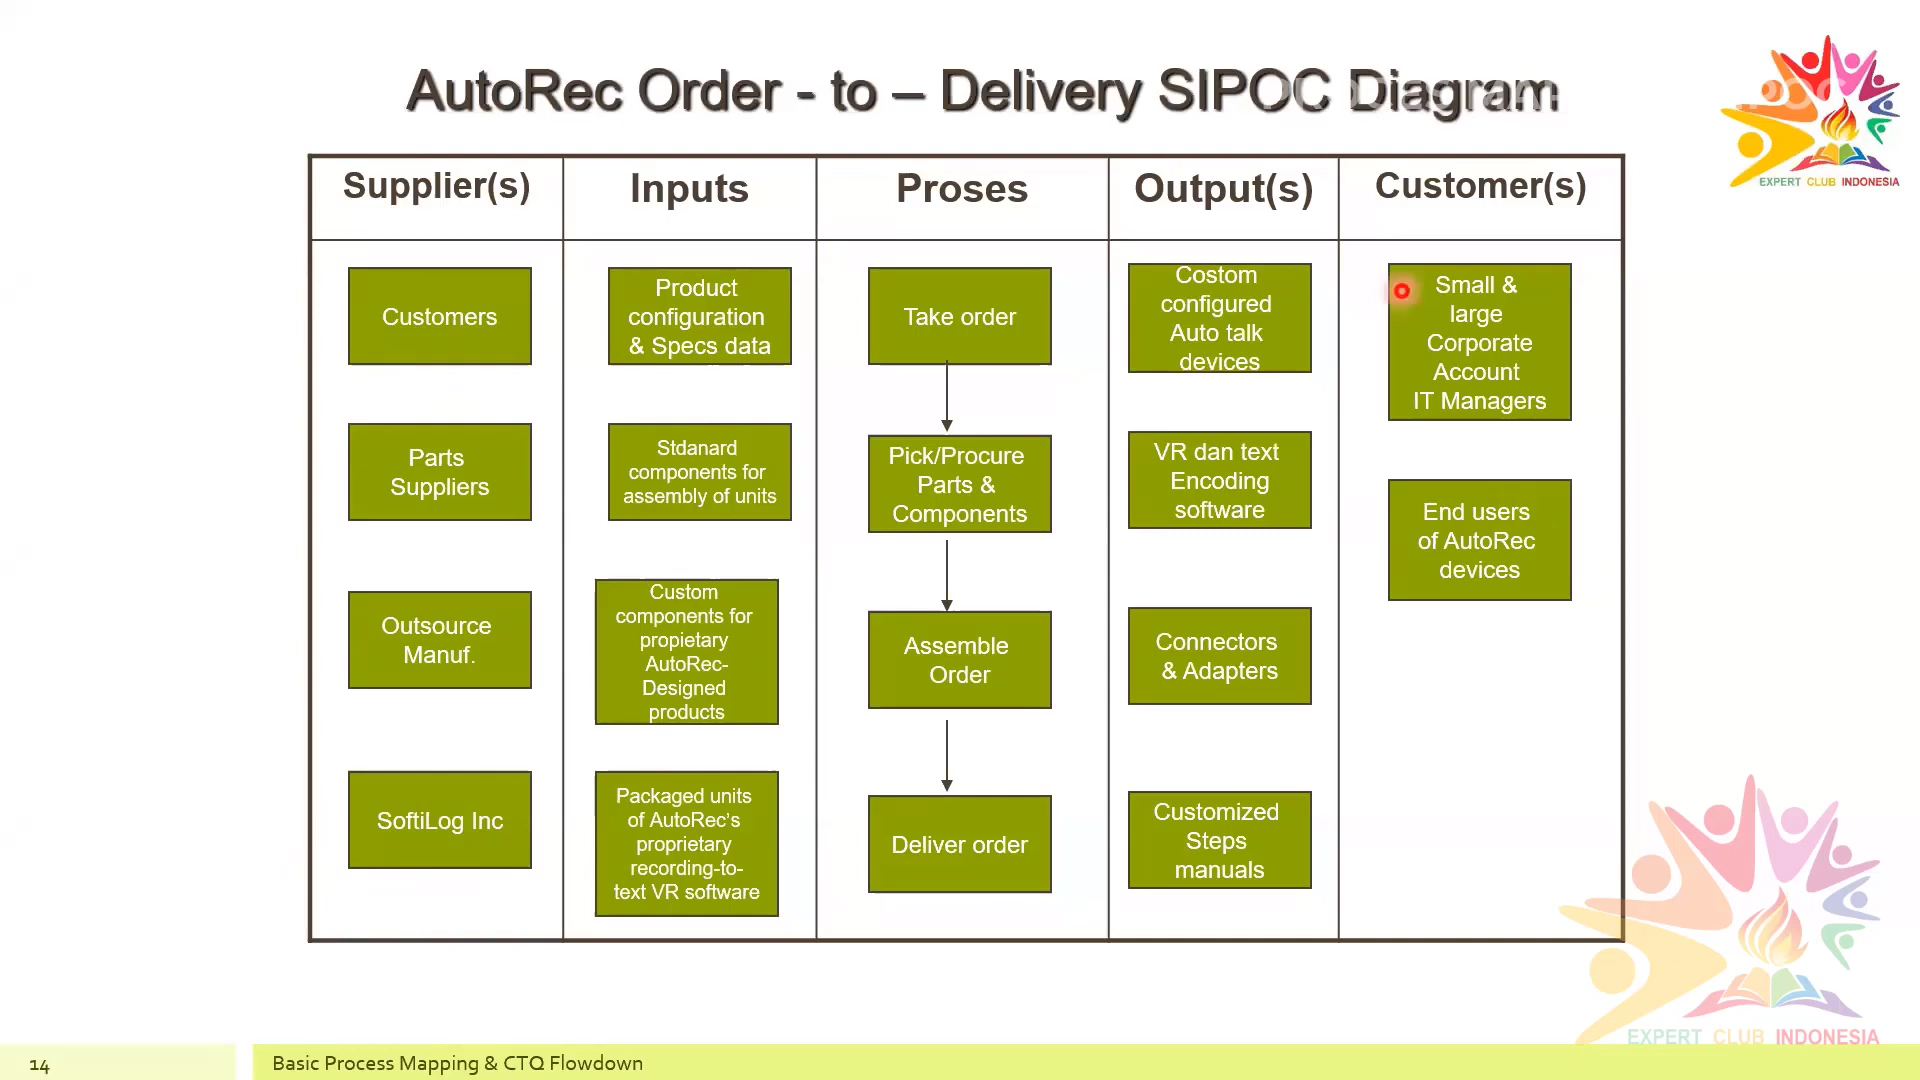 AutoRec Order - to – Delivery SIPOC Diagram
EXPERT CLUB INDONESIA
Supplier(s)
Inputs
Proses
Output(s)
Customer(s)
Customers
Product
configuration
& Specs data
Take order
Costom
configured
Auto talk
devices
Small &
large
Corporate
Account
IT Managers
Parts
Suppliers
Stdanard
components for
assembly of units
Pick/Procure
Parts &
Components
VR dan text
Encoding
software
End users
of AutoRec
devices
Outsource
Manuf.
Custom
components for
propietary
AutoRec-
Designed
products
Assemble
Order
Connectors
& Adapters
SoftiLog Inc
Packaged units
of AutoRec's
proprietary
recording-to-
text VR software
Deliver order
Customized
Steps
manuals
EXPERT CLUB INDONESIA
14
Basic Process Mapping & CTQ Flowdown